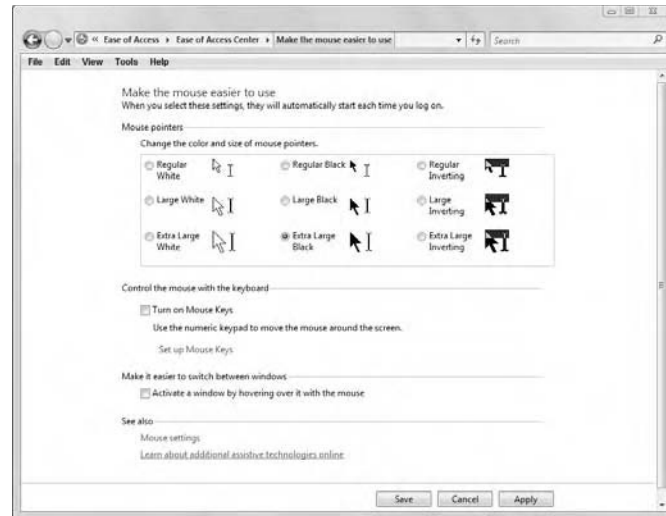 « Ease of Access › Ease of Access Center › Make the mouse easier to use Search
File Edit View Tools Help
Make the mouse easier to use
When you select these settings, they will automatically start each time you log on.
Mouse pointers
Change the color and size of mouse pointers.
Regular White Regular Black Regular Inverting
Large White Large Black Large Inverting
Extra Large White Extra Large Black Extra Large Inverting
Control the mouse with the keyboard
Turn on Mouse Keys
Use the numeric keypad to move the mouse around the screen.
Set up Mouse Keys
Make it easier to switch between windows
Activate a window by hovering over it with the mouse
See also
Mouse settings
Learn about additional assistive technologies online
Save Cancel Apply